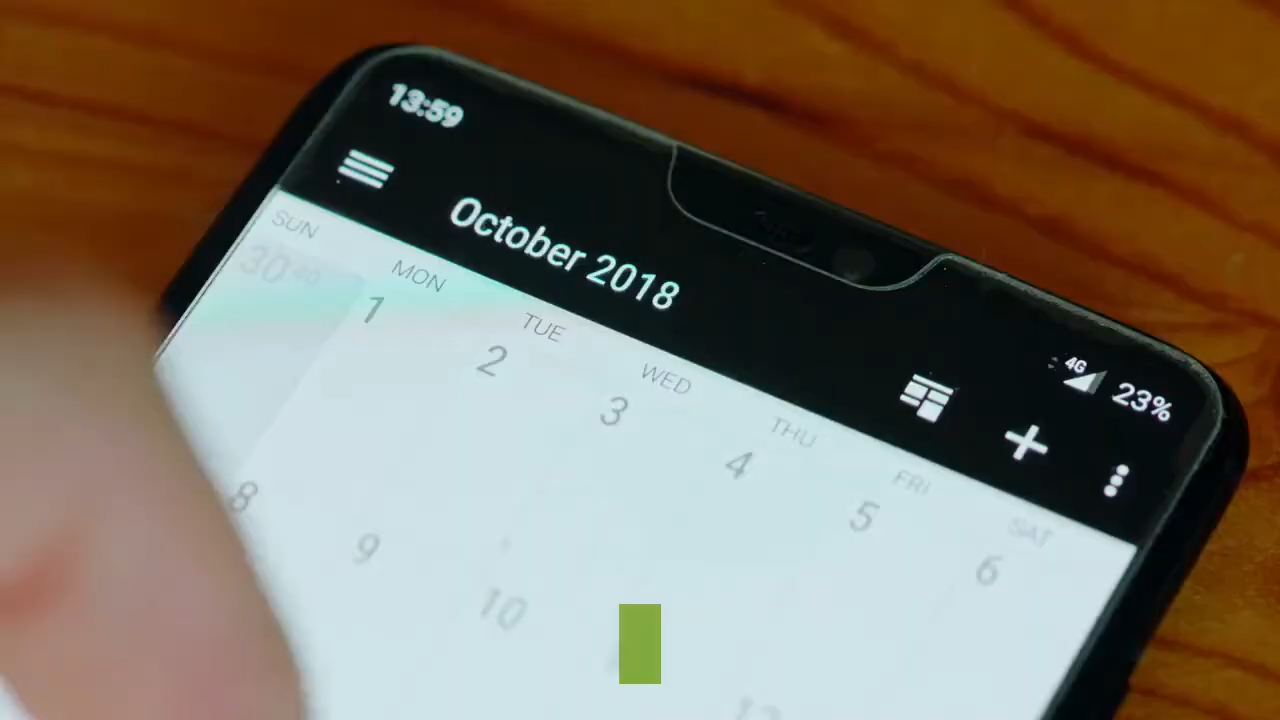 13:59
October 2018
4G 23%
SUN MON TUE WED THU FRI SAT
30 1 2 3 4 5 6
8 9 10